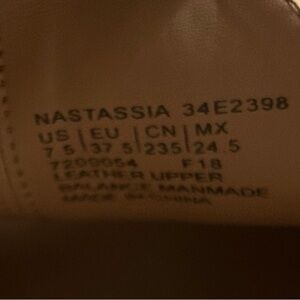 NASTASSIA 34E2398
US | EU | CN | MX
7.5 | 37.5 | 235 | 24.5
7209054 F18
LEATHER UPPER
BALANCE MANMADE
MADE IN CHINA